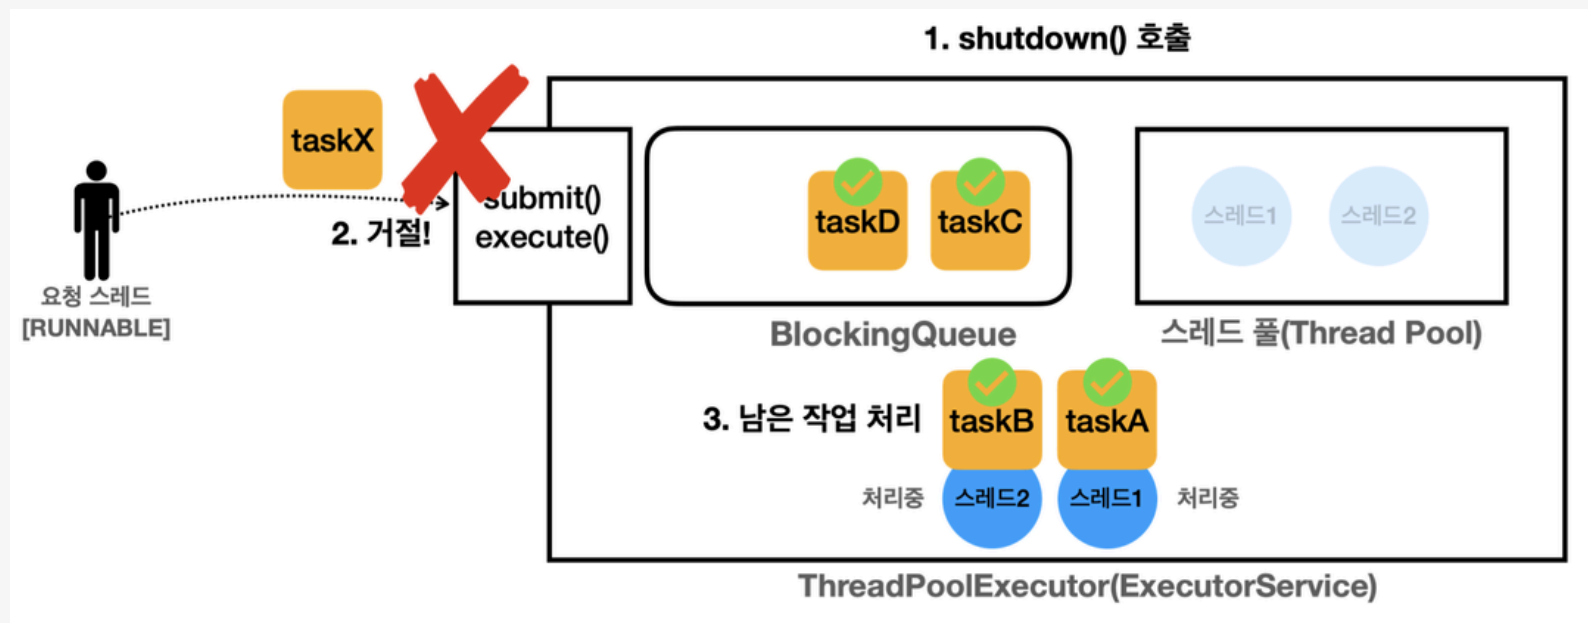 1. shutdown() 호출
taskX
submit()
execute()
2. 거절!
요청 스레드
[RUNNABLE]
taskD
taskC
BlockingQueue
스레드1
스레드2
스레드 풀(Thread Pool)
3. 남은 작업 처리
taskB
taskA
처리중
스레드2
스레드1
처리중
ThreadPoolExecutor(ExecutorService)